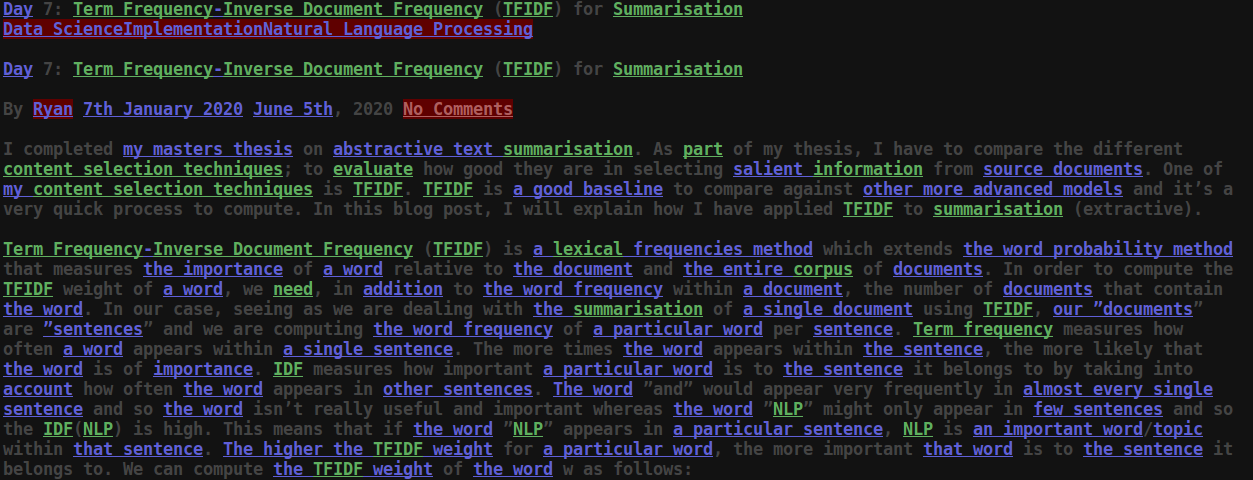 Day 7: Term Frequency-Inverse Document Frequency (TFIDF) for Summarisation
Data ScienceImplementationNatural Language Processing
Day 7: Term Frequency-Inverse Document Frequency (TFIDF) for Summarisation
By Ryan 7th January 2020 June 5th, 2020 No Comments
I completed my masters thesis on abstractive text summarisation. As part of my thesis, I have to compare the different
content selection techniques; to evaluate how good they are in selecting salient information from source documents. One of
my content selection techniques is TFIDF. TFIDF is a good baseline to compare against other more advanced models and it’s a
very quick process to compute. In this blog post, I will explain how I have applied TFIDF to summarisation (extractive).
Term Frequency-Inverse Document Frequency (TFIDF) is a lexical frequencies method which extends the word probability method
that measures the importance of a word relative to the document and the entire corpus of documents. In order to compute the
TFIDF weight of a word, we need, in addition to the word frequency within a document, the number of documents that contain
the word. In our case, seeing as we are dealing with the summarisation of a single document using TFIDF, our ”documents”
are ”sentences” and we are computing the word frequency of a particular word per sentence. Term frequency measures how
often a word appears within a single sentence. The more times the word appears within the sentence, the more likely that
the word is of importance. IDF measures how important a particular word is to the sentence it belongs to by taking into
account how often the word appears in other sentences. The word ”and” would appear very frequently in almost every single
sentence and so the word isn’t really useful and important whereas the word ”NLP” might only appear in few sentences and so
the IDF(NLP) is high. This means that if the word ”NLP” appears in a particular sentence, NLP is an important word/topic
within that sentence. The higher the TFIDF weight for a particular word, the more important that word is to the sentence it
belongs to. We can compute the TFIDF weight of the word w as follows: